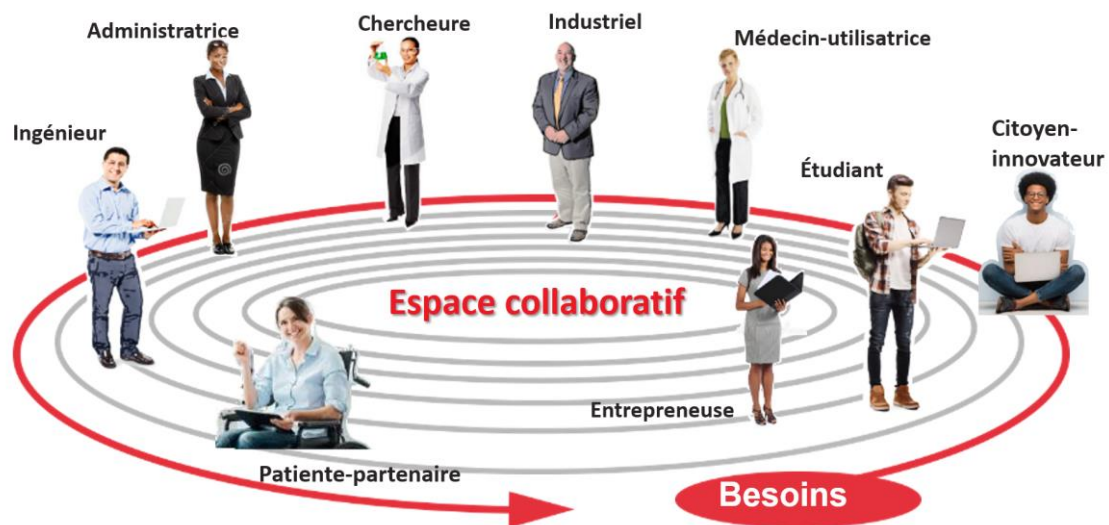 Administratrice
Chercheure
Industriel
Médecin-utilisatrice
Ingénieur
Étudiant
Citoyen-
innovateur
Espace collaboratif
Entrepreneuse
Patiente-partenaire
Besoins